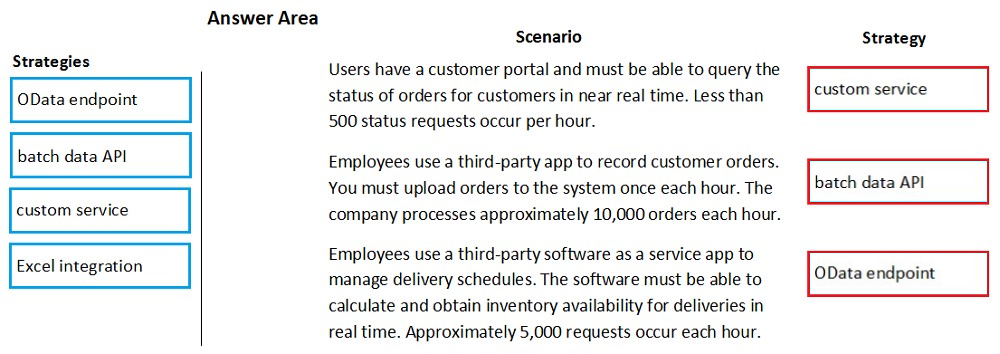 Answer Area
Strategies
OData endpoint
batch data API
custom service
Excel integration
Scenario
Strategy
Users have a customer portal and must be able to query the
status of orders for customers in near real time. Less than
500 status requests occur per hour.
custom service
Employees use a third-party app to record customer orders.
You must upload orders to the system once each hour. The
company processes approximately 10,000 orders each hour.
batch data API
Employees use a third-party software as a service app to
manage delivery schedules. The software must be able to
calculate and obtain inventory availability for deliveries in
real time. Approximately 5,000 requests occur each hour.
OData endpoint